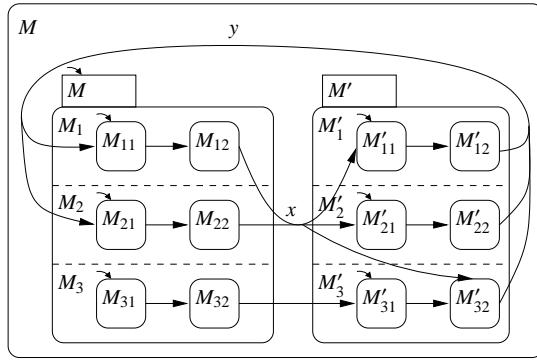 M y
M M′
M₁ M₁₁ M₁₂ M′₁ M′₁₁ M′₁₂
x
M₂ M₂₁ M₂₂ M′₂ M′₂₁ M′₂₂
M₃ M₃₁ M₃₂ M′₃ M′₃₁ M′₃₂